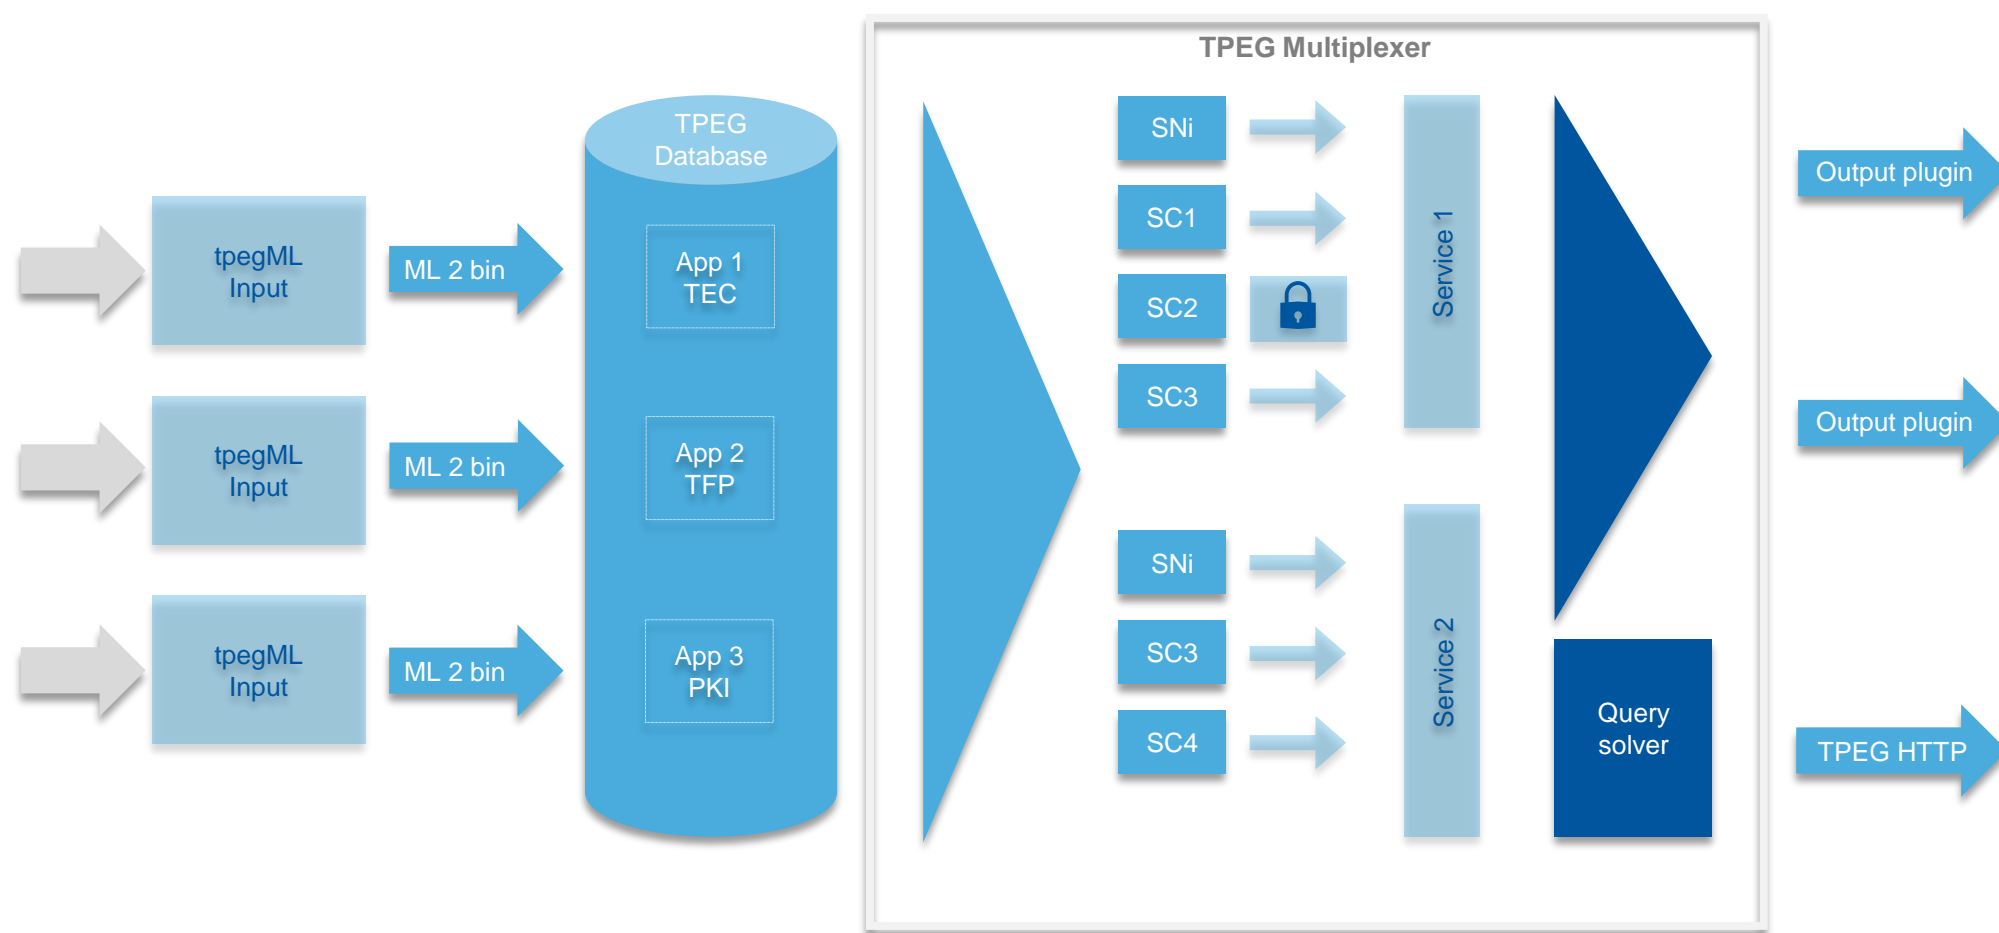 TPEG Multiplexer
tpegML
Input
ML 2 bin
tpegML
Input
ML 2 bin
tpegML
Input
ML 2 bin
TPEG
Database
App 1
TEC
App 2
TFP
App 3
PKI
SNi
SC1
SC2
SC3
Service 1
SNi
SC3
SC4
Service 2
Query
solver
Output plugin
Output plugin
TPEG HTTP